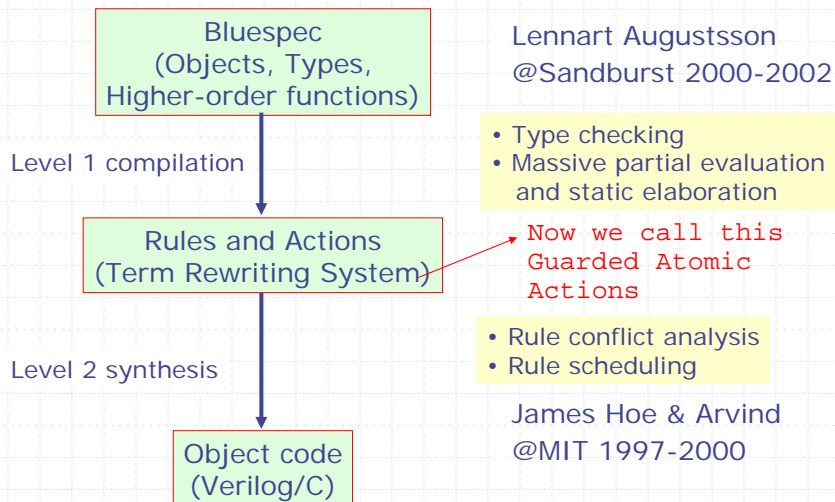 Bluespec
(Objects, Types,
Higher-order functions)
Lennart Augustsson
@Sandburst 2000-2002
Level 1 compilation
• Type checking
• Massive partial evaluation
and static elaboration
Rules and Actions
(Term Rewriting System)
Now we call this
Guarded Atomic
Actions
Level 2 synthesis
• Rule conflict analysis
• Rule scheduling
Object code
(Verilog/C)
James Hoe & Arvind
@MIT 1997-2000